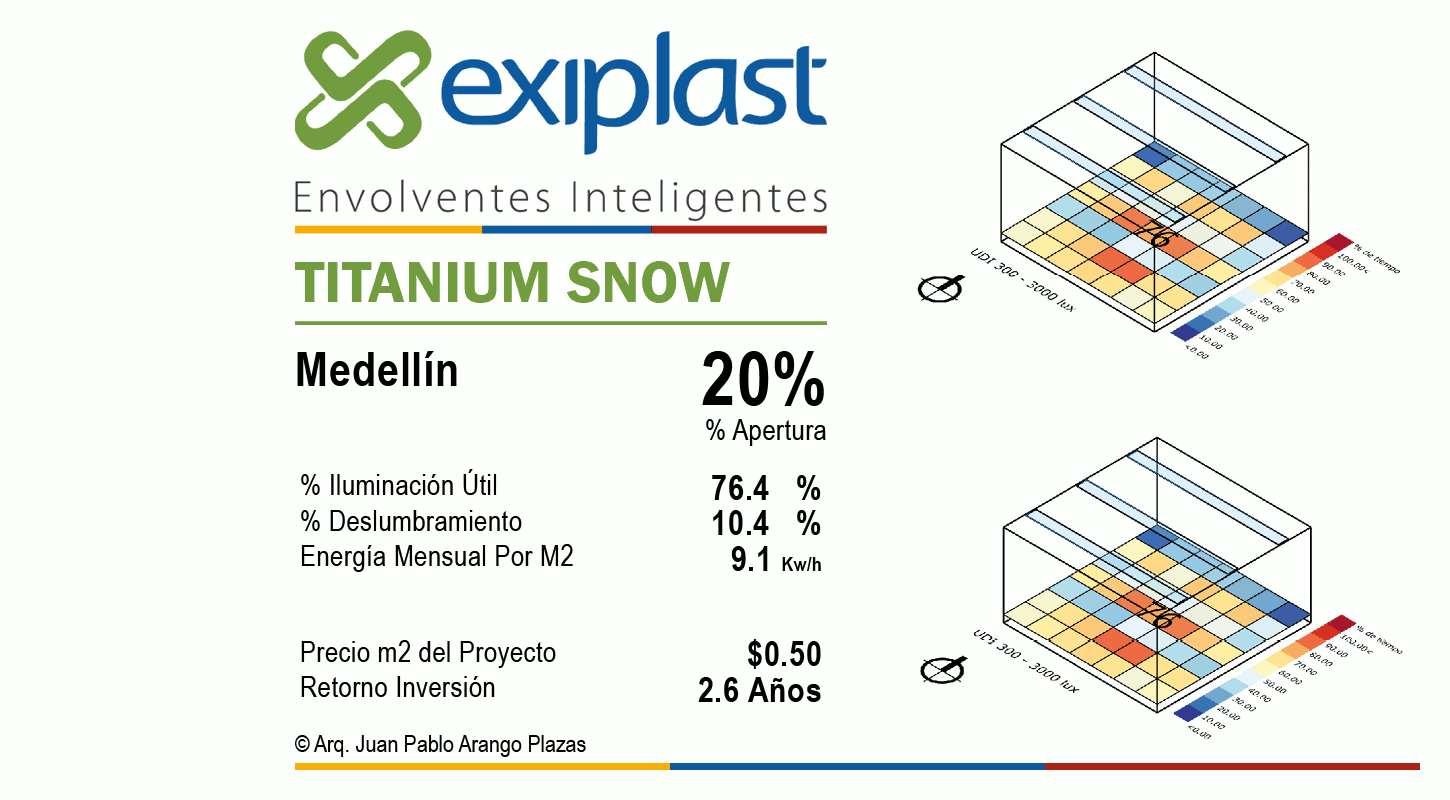 exiplast
Envolventes Inteligentes
TITANIUM SNOW
Medellín 20%
% Apertura
% Iluminación Útil 76.4 %
% Deslumbramiento 10.4 %
Energía Mensual Por M2 9.1 Kw/h
Precio m2 del Proyecto $0.50
Retorno Inversión 2.6 Años
© Arq. Juan Pablo Arango Plazas
76
UDI 300 - 3000 lux
% de tiempo
100.00<
90.00
80.00
70.00
60.00
50.00
40.00
30.00
20.00
10.00
<0.00
76
UDI 300 - 3000 lux
% de tiempo
100.00<
90.00
80.00
70.00
60.00
50.00
40.00
30.00
20.00
10.00
<0.00